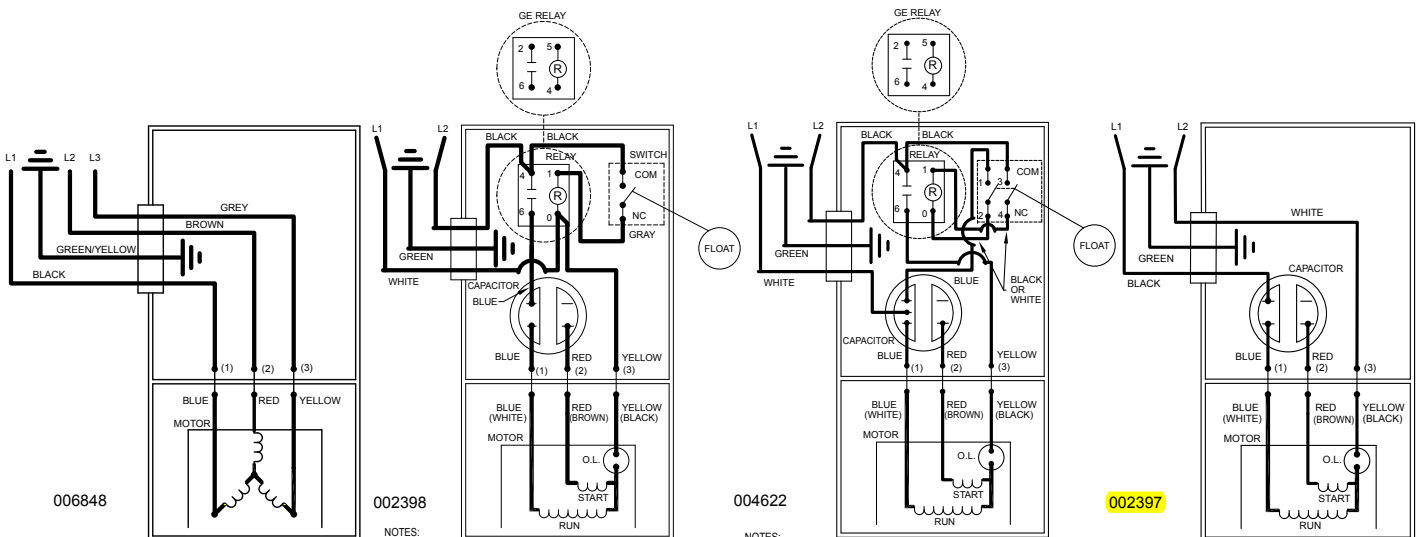 L1
L2
L3
GREY
BROWN
GREEN/YELLOW
BLACK
(1)
(2)
(3)
BLUE
RED
YELLOW
MOTOR
006848
GE RELAY
2
5
R
6
4
L1
L2
BLACK
BLACK
RELAY
4
1
R
6
0
SWITCH
COM
NC
GRAY
FLOAT
GREEN
WHITE
CAPACITOR
BLUE
BLUE
RED
YELLOW
(1)
(2)
(3)
BLUE
(WHITE)
RED
(BROWN)
YELLOW
(BLACK)
MOTOR
O.L.
START
RUN
002398
NOTES:
GE RELAY
2
5
R
6
4
L1
L2
BLACK
BLACK
RELAY
4
1
R
6
0
1
3
COM
2
4
NC
FLOAT
GREEN
WHITE
BLUE
BLACK
OR
WHITE
CAPACITOR
BLUE
RED
YELLOW
(1)
(2)
(3)
BLUE
(WHITE)
RED
(BROWN)
YELLOW
(BLACK)
MOTOR
O.L.
START
RUN
004622
NOTES:
L1
L2
WHITE
GREEN
BLACK
CAPACITOR
BLUE
RED
(1)
(2)
(3)
BLUE
(WHITE)
RED
(BROWN)
YELLOW
(BLACK)
MOTOR
O.L.
START
RUN
002397